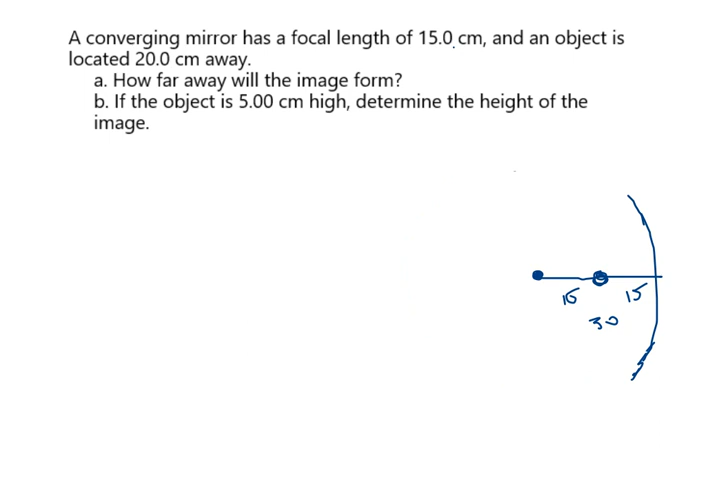 A converging mirror has a focal length of 15.0 cm, and an object is
located 20.0 cm away.
a. How far away will the image form?
b. If the object is 5.00 cm high, determine the height of the
image.
15 15
30